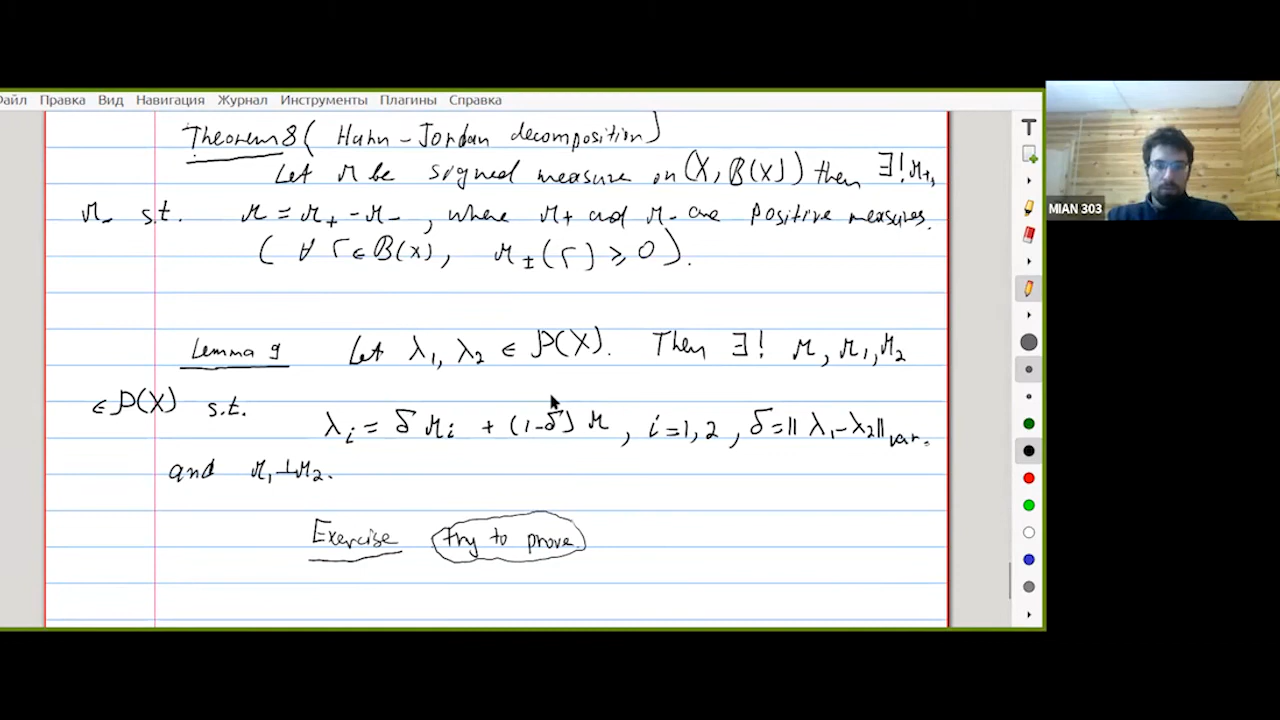 Файл Правка Вид Навигация Журнал Инструменты Плагины Справка
MIAN 303
Theorem 8 ( Hahn-Jordan decomposition)
Let μ be signed measure on (X, B(X)) then ∃! μ₊,
μ₋ s.t. μ = μ₊ - μ₋ , where μ₊ and μ₋ are positive measures.
( ∀ Γ ∈ B(X), μ±(Γ) ⩾ 0 ).
Lemma 9 Let λ₁, λ₂ ∈ P(X). Then ∃! μ, μ₁, μ₂
∈ P(X) s.t.
λᵢ = δ μᵢ + (1-δ) μ , i=1,2 , δ=|| λ₁-λ₂||var.
and μ₁ ⊥ μ₂.
Exercise try to prove.